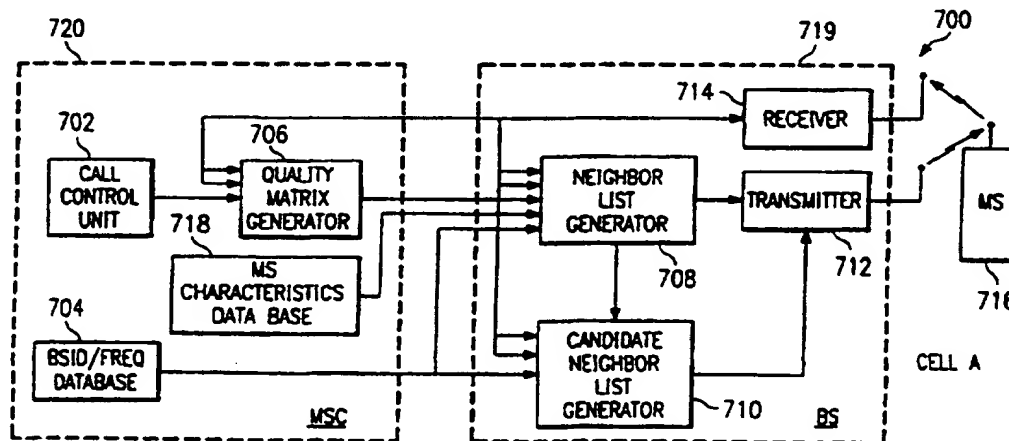 720
719
700
714
RECEIVER
702
CALL
CONTROL
UNIT
706
QUALITY
MATRIX
GENERATOR
NEIGHBOR
LIST
GENERATOR
708
TRANSMITTER
712
MS
716
718
MS
CHARACTERISTICS
DATA BASE
704
BSID/FREQ
DATABASE
CANDIDATE
NEIGHBOR
LIST
GENERATOR
710
CELL A
MSC
BS